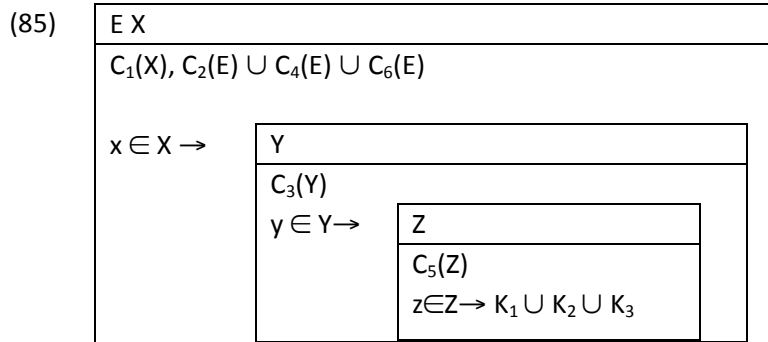 (85) E X
C₁(X), C₂(E) ∪ C₄(E) ∪ C₆(E)
x ∈ X → Y
C₃(Y)
y ∈ Y→ Z
C₅(Z)
z∈Z→ K₁ ∪ K₂ ∪ K₃